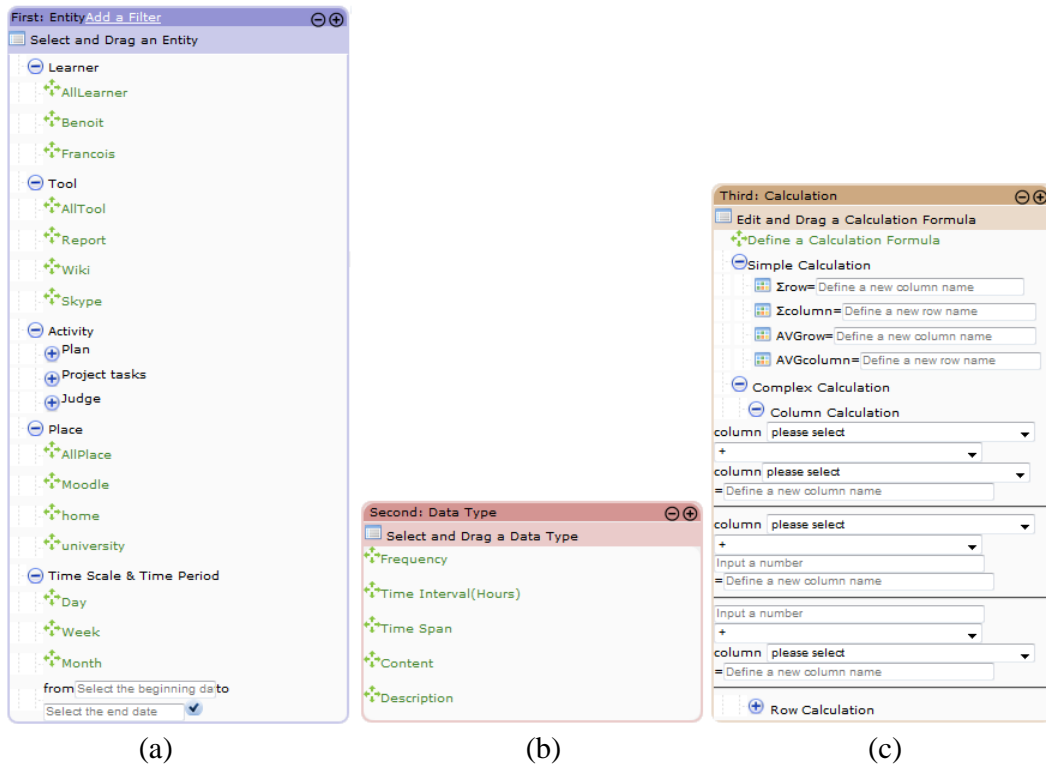 First: EntityAdd a Filter
Select and Drag an Entity
Learner
AllLearner
Benoit
Francois
Tool
AllTool
Report
Wiki
Skype
Activity
Plan
Project tasks
Judge
Place
AllPlace
Moodle
home
university
Time Scale & Time Period
Day
Week
Month
from Select the beginning da to
Select the end date
(a)
Second: Data Type
Select and Drag a Data Type
Frequency
Time Interval(Hours)
Time Span
Content
Description
(b)
Third: Calculation
Edit and Drag a Calculation Formula
Define a Calculation Formula
Simple Calculation
Σrow= Define a new column name
Σcolumn= Define a new row name
AVGrow= Define a new column name
AVGcolumn= Define a new row name
Complex Calculation
Column Calculation
column please select
+
column please select
= Define a new column name
column please select
+
Input a number
= Define a new column name
Input a number
+
column please select
= Define a new column name
Row Calculation
(c)